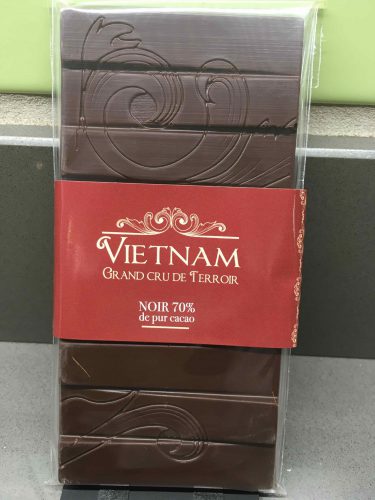 VIETNAM
GRAND CRU DE TERROIR
NOIR 70%
de pur cacao